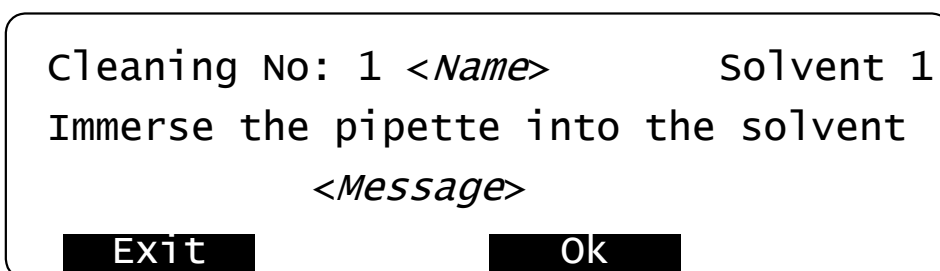 Cleaning No: 1 <Name> Solvent 1
Immerse the pipette into the solvent
<Message>
Exit Ok